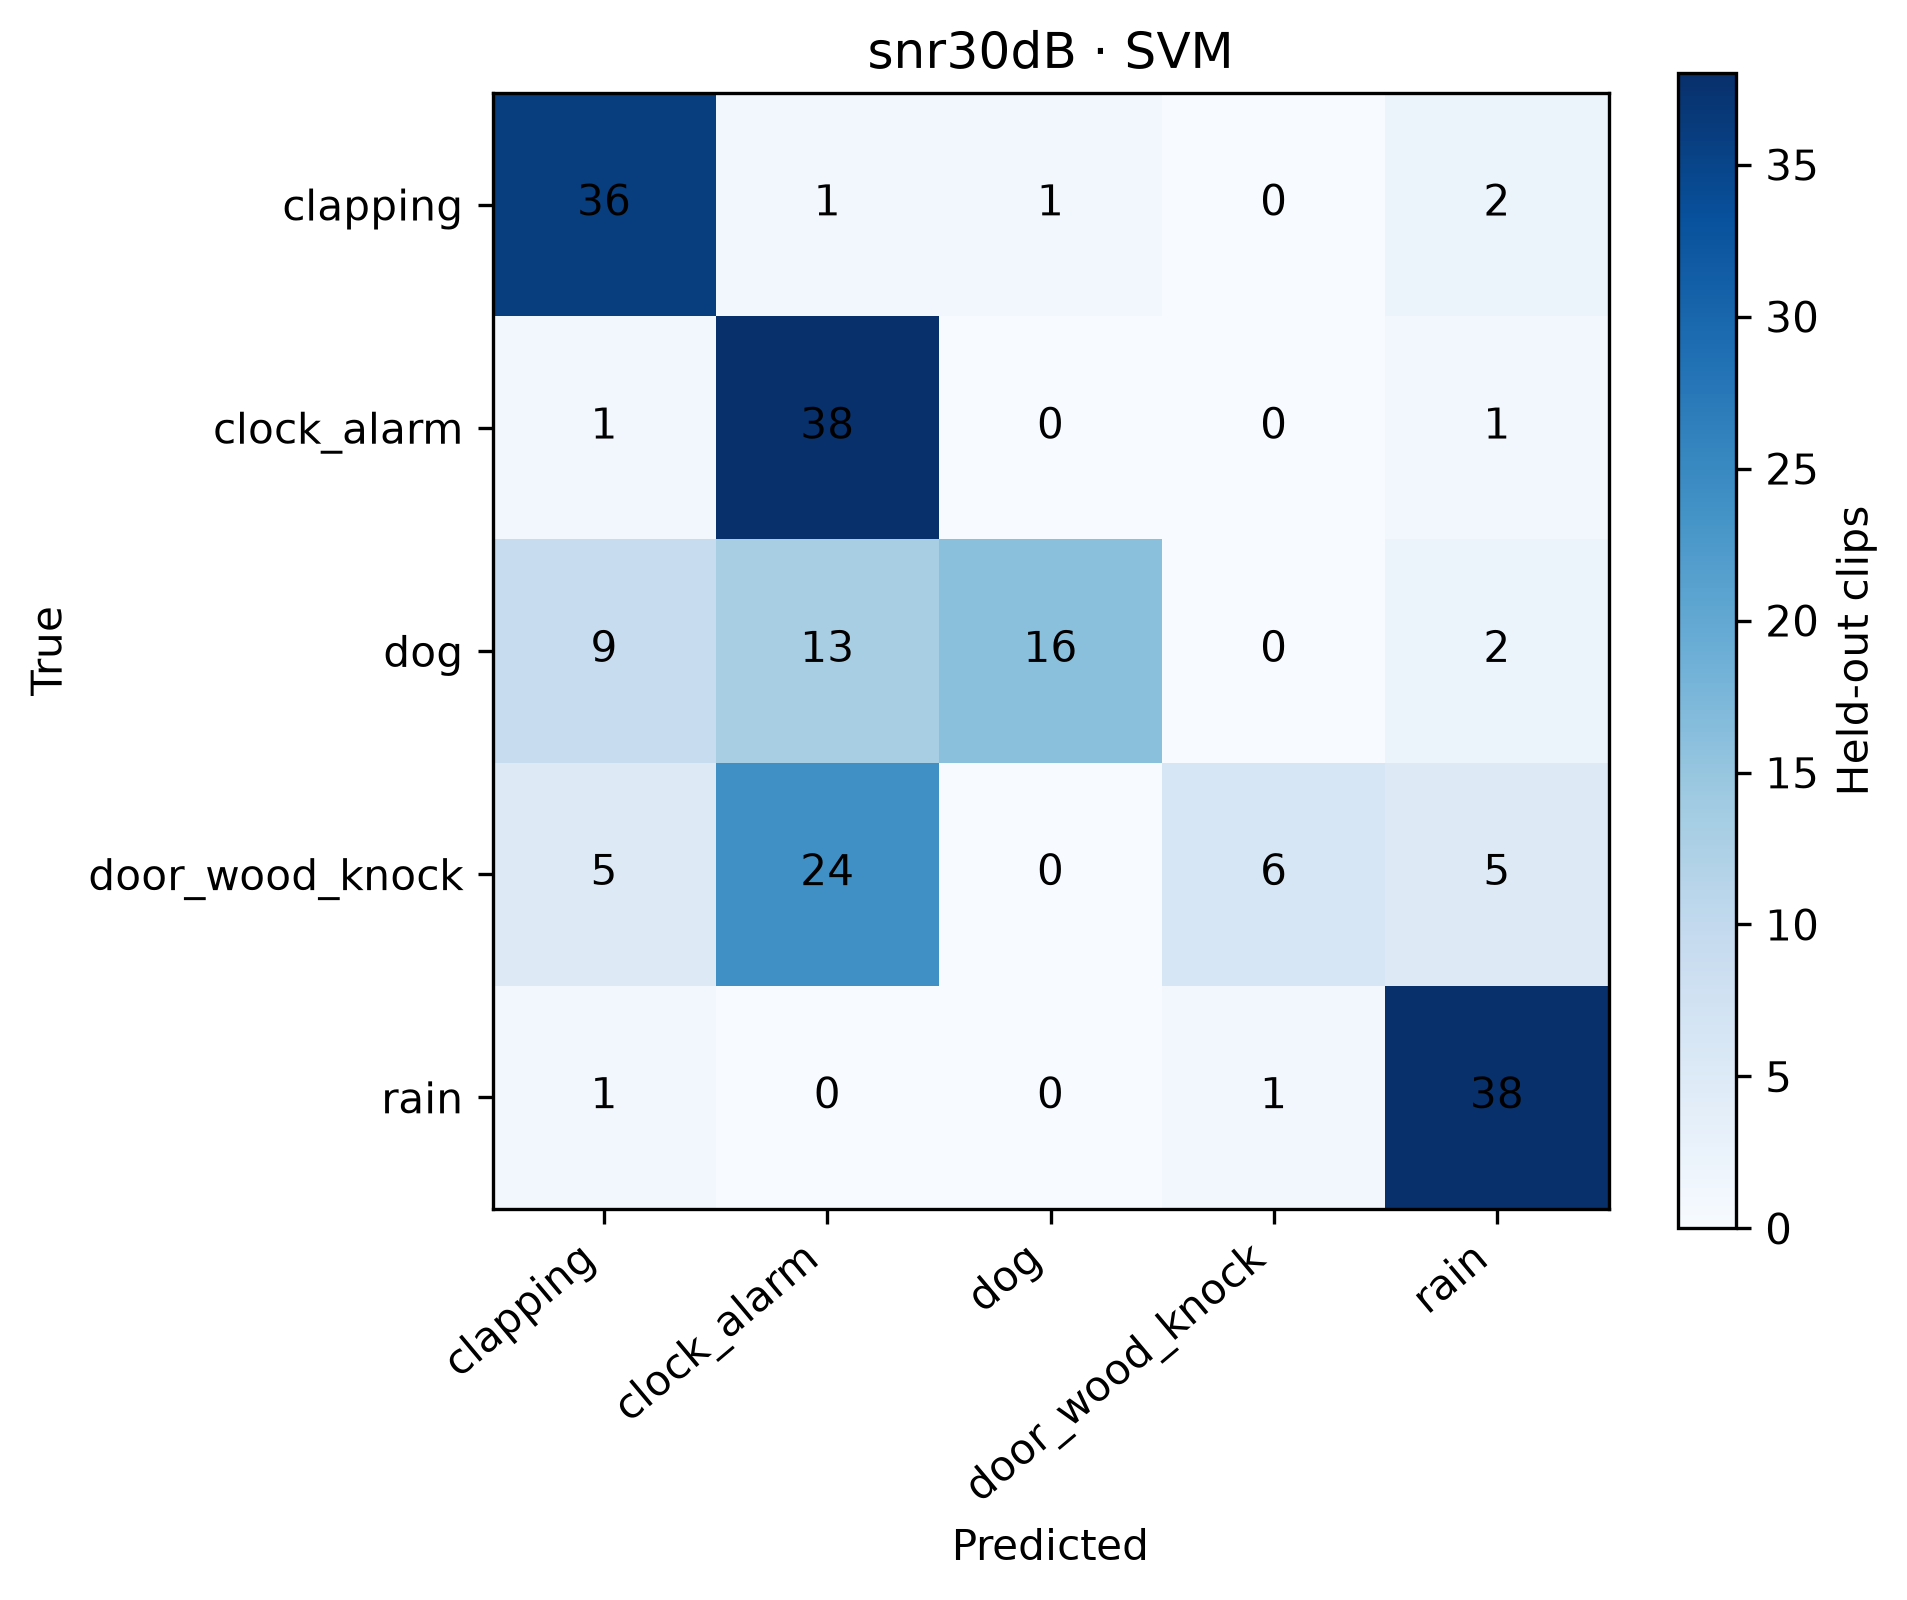 snr30dB · SVM
clapping 36 1 1 0 2
clock_alarm 1 38 0 0 1
dog 9 13 16 0 2
door_wood_knock 5 24 0 6 5
rain 1 0 0 1 38
True
clapping
clock_alarm
dog
door_wood_knock
rain
Predicted
35
30
25
20
15
10
5
0
Held-out clips